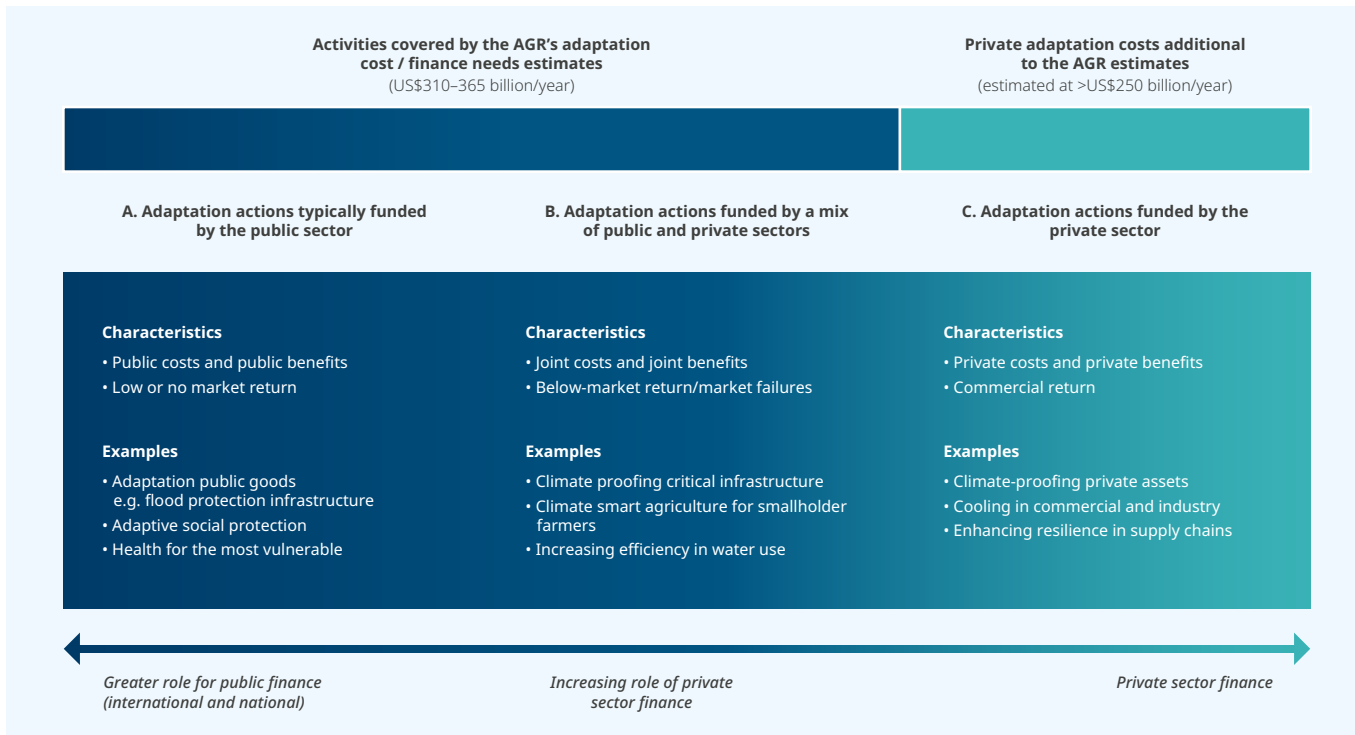 Activities covered by the AGR’s adaptation
cost / finance needs estimates
(US$310–365 billion/year)
Private adaptation costs additional
to the AGR estimates
(estimated at >US$250 billion/year)
A. Adaptation actions typically funded
by the public sector
B. Adaptation actions funded by a mix
of public and private sectors
C. Adaptation actions funded by the
private sector
Characteristics
• Public costs and public benefits
• Low or no market return
Examples
• Adaptation public goods
e.g. flood protection infrastructure
• Adaptive social protection
• Health for the most vulnerable
Characteristics
• Joint costs and joint benefits
• Below-market return/market failures
Examples
• Climate proofing critical infrastructure
• Climate smart agriculture for smallholder
farmers
• Increasing efficiency in water use
Characteristics
• Private costs and private benefits
• Commercial return
Examples
• Climate-proofing private assets
• Cooling in commercial and industry
• Enhancing resilience in supply chains
Greater role for public finance
(international and national)
Increasing role of private
sector finance
Private sector finance